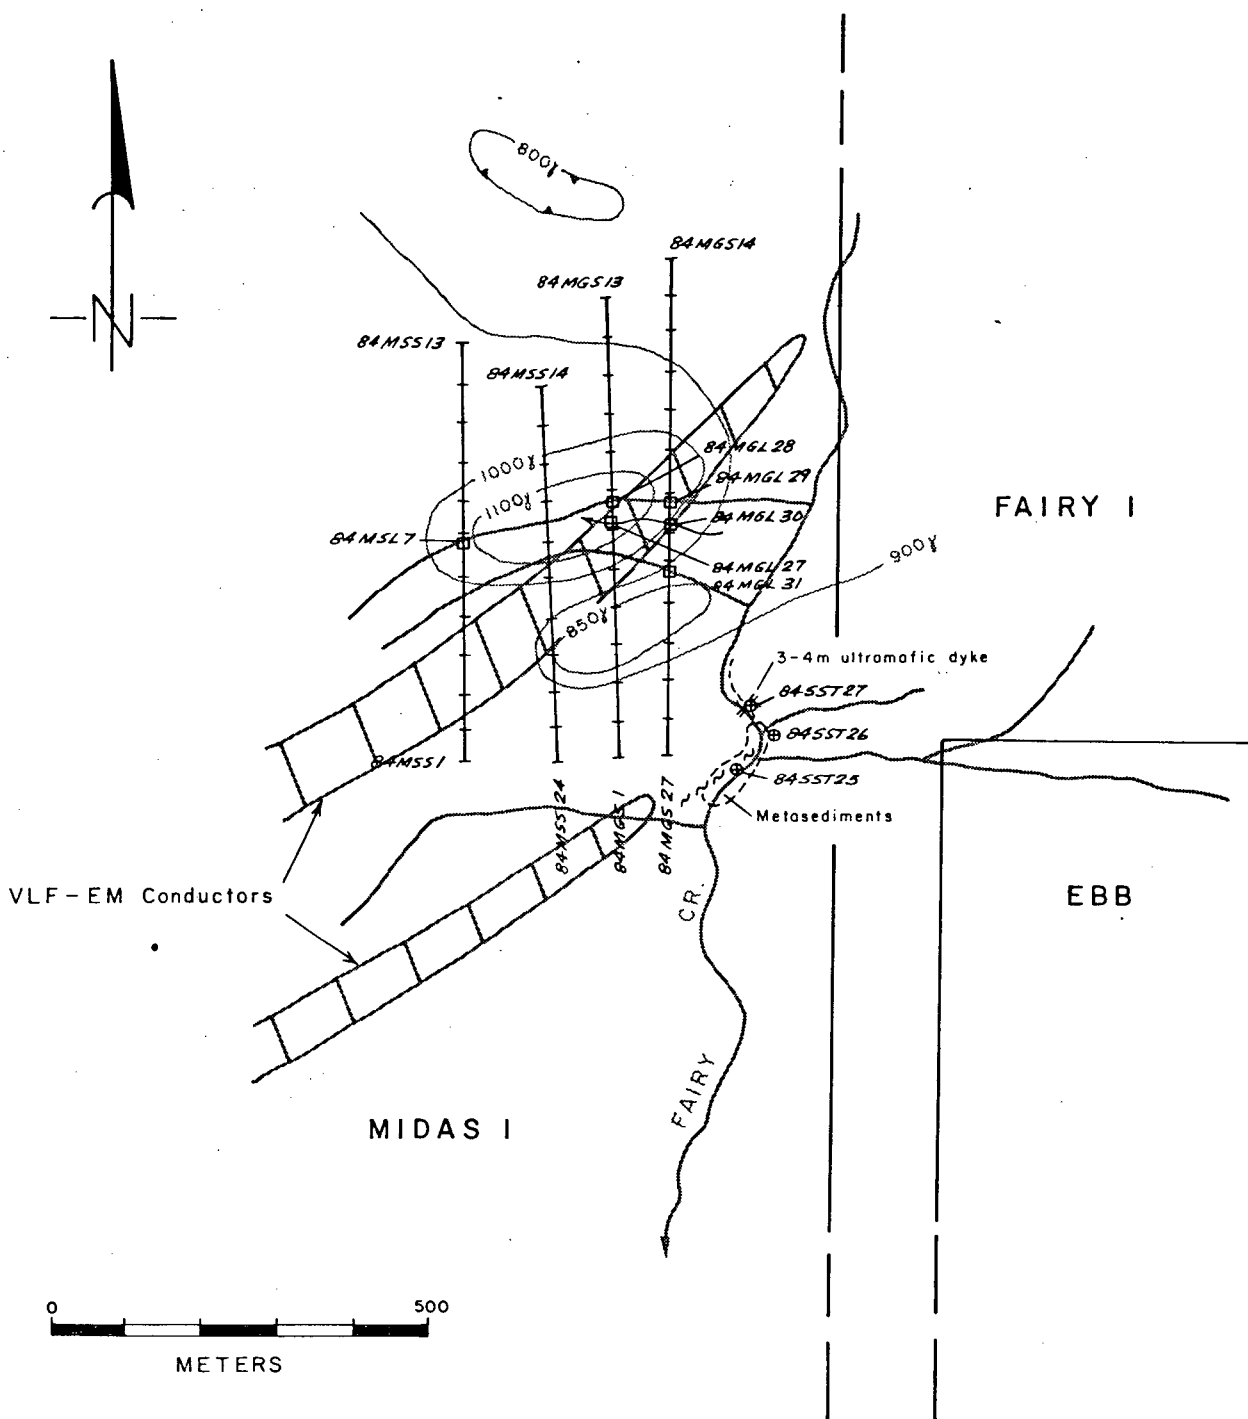 800γ
84MGS14
84MGS13
N
84MSS13
84MSS14
84MGL28
1000γ
84MGL29
1100γ
FAIRY 1
84MGL30
84MSL7
900γ
84MGL27
84MGL31
850γ
3-4m ultramafic dyke
84SST27
84SST26
84MSS1
84SST25
84MSS24
84MGS1
84MGS27
Metasediments
VLF-EM Conductors
EBB
FAIRY CR.
MIDAS 1
0 500
METERS